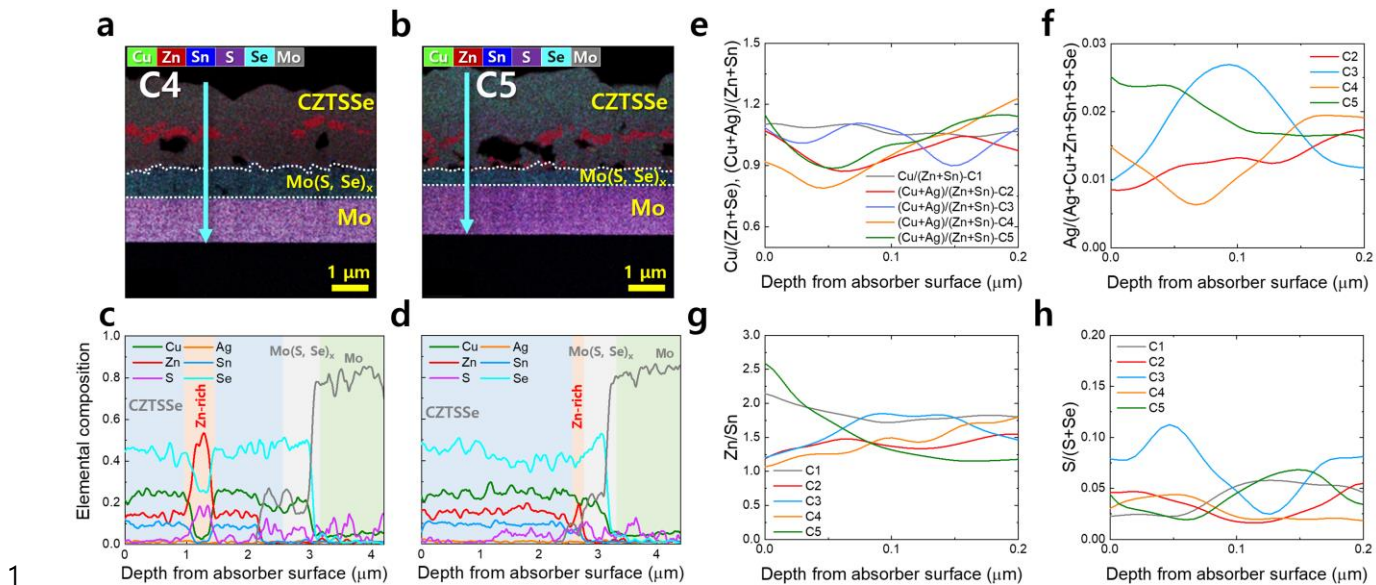 a
Cu Zn Sn S Se Mo
C4
CZTSSe
Mo(S, Se)x
Mo
1 μm
b
Cu Zn Sn S Se Mo
C5
CZTSSe
Mo(S, Se)x
Mo
1 μm
c
Elemental composition
1.0
0.8
0.6
0.4
0.2
0.0
Cu Ag
Zn Sn
S Se
Mo(S, Se)x
Mo
Zn-rich
CZTSSe
0 1 2 3 4
Depth from absorber surface (μm)
d
Cu Ag
Zn Sn
S Se
Mo(S, Se)x
Mo
Zn-rich
CZTSSe
0 1 2 3 4
Depth from absorber surface (μm)
e
Cu/(Zn+Se), (Cu+Ag)/(Zn+Sn)
1.5
1.2
0.9
0.6
0.3
Cu/(Zn+Sn)-C1
(Cu+Ag)/(Zn+Sn)-C2
(Cu+Ag)/(Zn+Sn)-C3
(Cu+Ag)/(Zn+Sn)-C4
(Cu+Ag)/(Zn+Sn)-C5
0.0 0.1 0.2
Depth from absorber surface (μm)
f
Ag/(Ag+Cu+Zn+Sn+S+Se)
0.03
0.02
0.01
0.00
C2
C3
C4
C5
0.0 0.1 0.2
Depth from absorber surface (μm)
g
Zn/Sn
3.0
2.5
2.0
1.5
1.0
0.5
0.0
C1
C2
C3
C4
C5
0.0 0.1 0.2
Depth from absorber surface (μm)
h
S/(S+Se)
0.20
0.15
0.10
0.05
0.00
C1
C2
C3
C4
C5
0.0 0.1 0.2
Depth from absorber surface (μm)
1